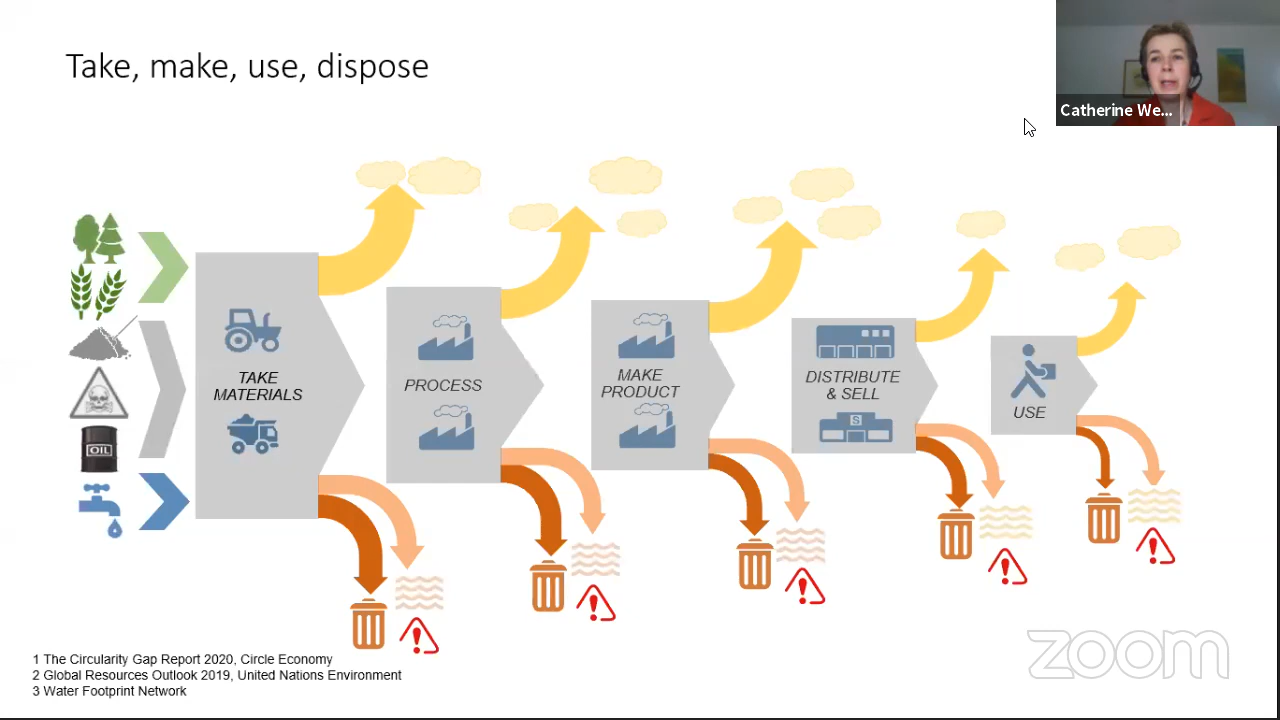 Take, make, use, dispose
Catherine We...
OIL
TAKE
MATERIALS
PROCESS
MAKE
PRODUCT
DISTRIBUTE
& SELL
S
USE
1 The Circularity Gap Report 2020, Circle Economy
2 Global Resources Outlook 2019, United Nations Environment
3 Water Footprint Network
zoom